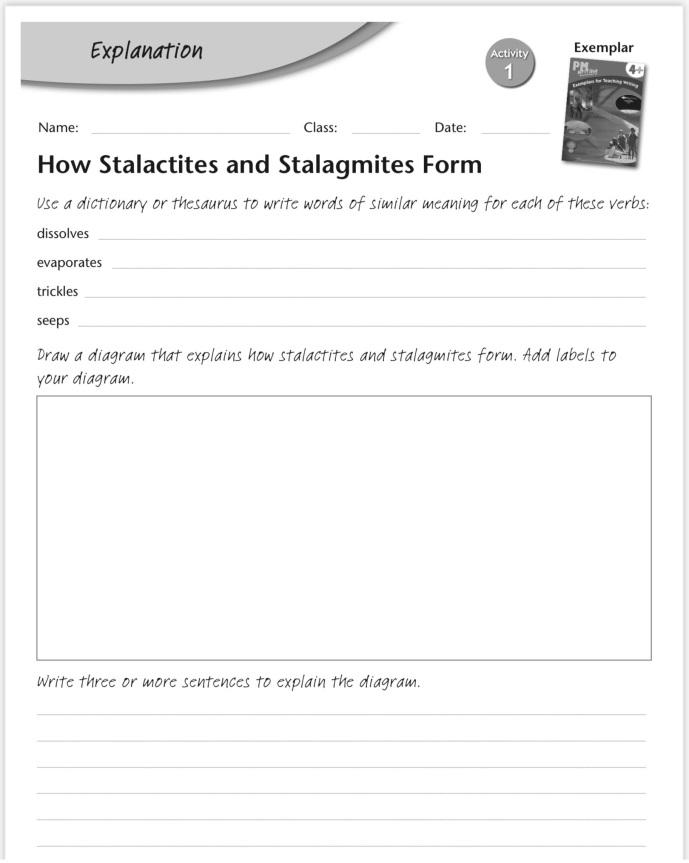 Explanation
Activity
1
Exemplar
PM
4+
Exemplars for Teaching Writing
Name:
Class:
Date:
How Stalactites and Stalagmites Form
Use a dictionary or thesaurus to write words of similar meaning for each of these verbs:
dissolves
evaporates
trickles
seeps
Draw a diagram that explains how stalactites and stalagmites form. Add labels to
your diagram.
Write three or more sentences to explain the diagram.